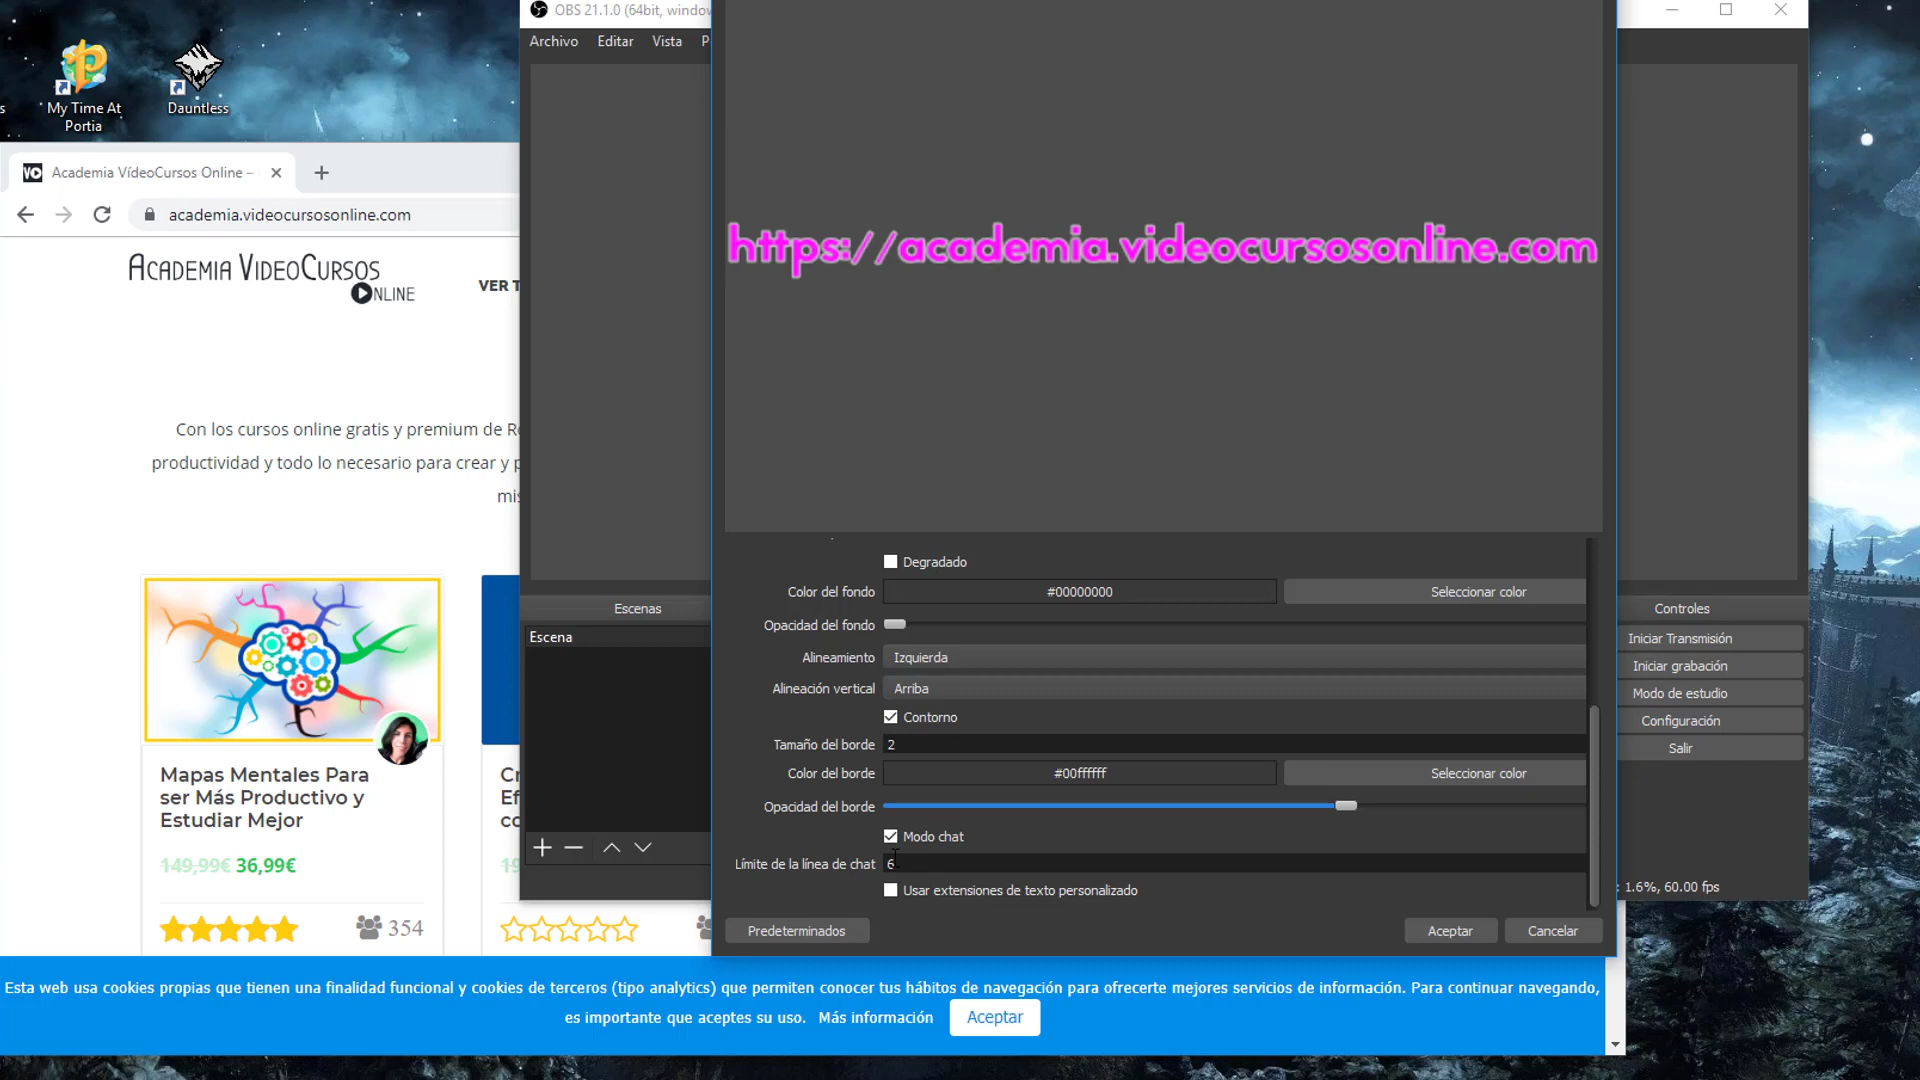 My Time At
Portia
Dauntless
OBS 21.1.0 (64bit, window
Archivo Editar Vista P
Academia VídeoCursos Online –
academia.videocursosonline.com
ACADEMIA VIDEOCURSOS
ONLINE
VER T
Con los cursos online gratis y premium de R
productividad y todo lo necesario para crear y p
mis
Mapas Mentales Para
ser Más Productivo y
Estudiar Mejor
149,99€ 36,99€
354
Cr
Ef
co
19
Escenas
Escena
https://academia.videocursosonline.com
Degradado
Color del fondo #00000000 Seleccionar color
Opacidad del fondo
Alineamiento Izquierda
Alineación vertical Arriba
Contorno
Tamaño del borde 2
Color del borde #00ffffff Seleccionar color
Opacidad del borde
Modo chat
Límite de la línea de chat 6
Usar extensiones de texto personalizado
Predeterminados Aceptar Cancelar
Controles
Iniciar Transmisión
Iniciar grabación
Modo de estudio
Configuración
Salir
: 1.6%, 60.00 fps
Esta web usa cookies propias que tienen una finalidad funcional y cookies de terceros (tipo analytics) que permiten conocer tus hábitos de navegación para ofrecerte mejores servicios de información. Para continuar navegando,
es importante que aceptes su uso. Más información Aceptar